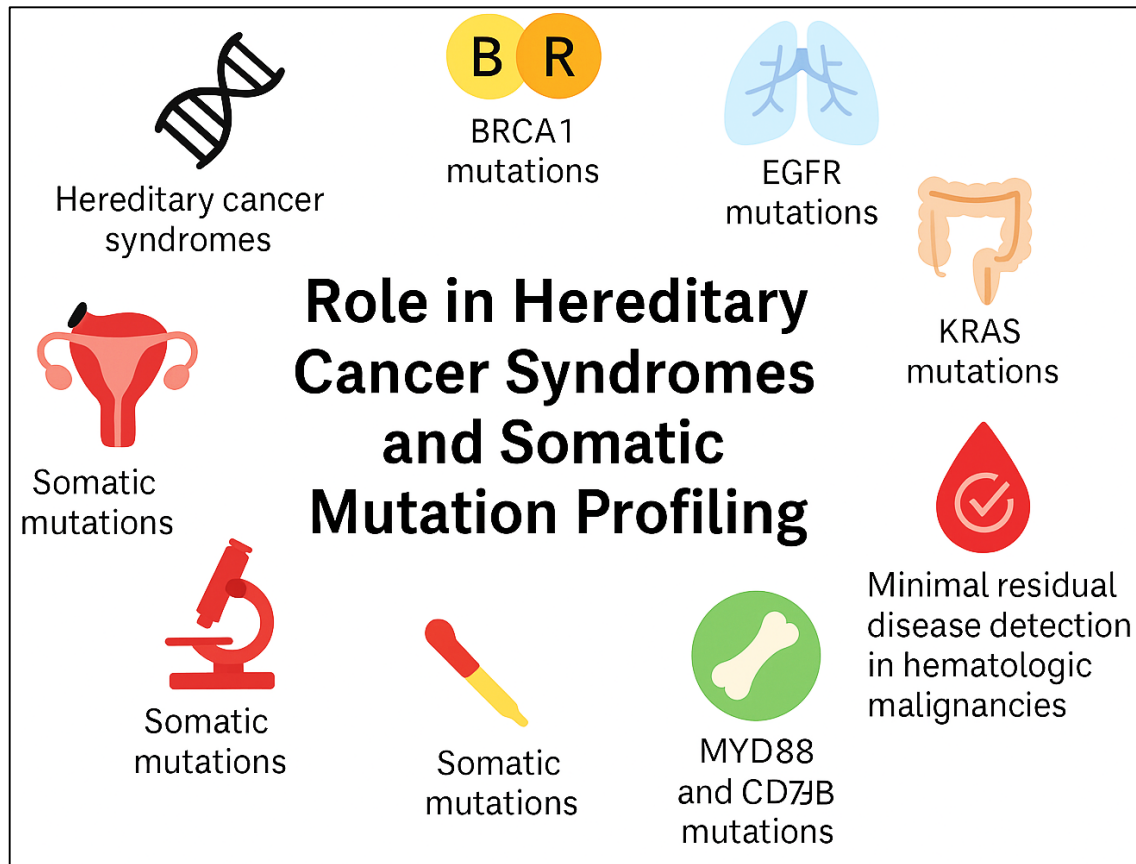 B R
BRCA1
mutations
EGFR
mutations
Hereditary cancer
syndromes
KRAS
mutations
Role in Hereditary
Cancer Syndromes
and Somatic
Mutation Profiling
Somatic
mutations
Minimal residual
disease detection
in hematologic
malignancies
Somatic
mutations
Somatic
mutations
MYD88
and
mutations